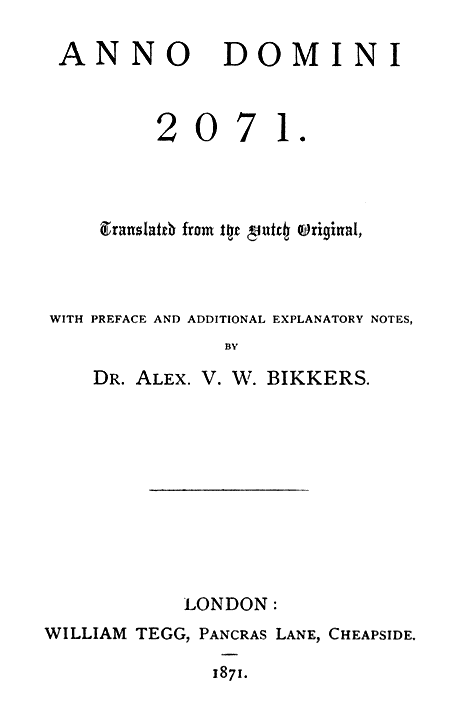 ANNO DOMINI
2071.
Translated from the Dutch Original,
WITH PREFACE AND ADDITIONAL EXPLANATORY NOTES,
BY
DR. ALEX. V. W. BIKKERS.
LONDON:
WILLIAM TEGG, PANCRAS LANE, CHEAPSIDE.
1871.